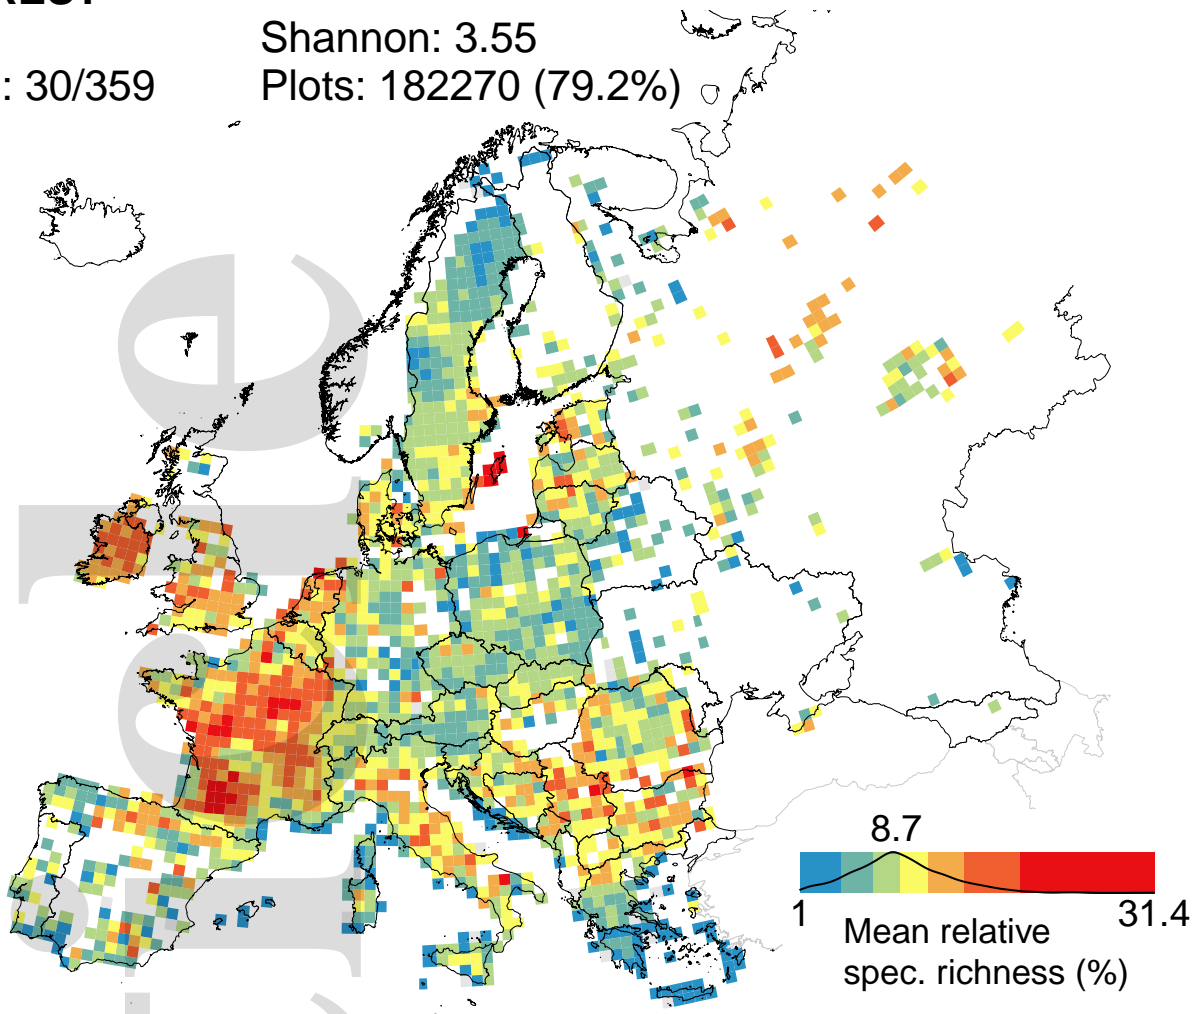 Shannon: 3.55
: 30/359
Plots: 182270 (79.2%)
8.7
1
31.4
Mean relative
spec. richness (%)